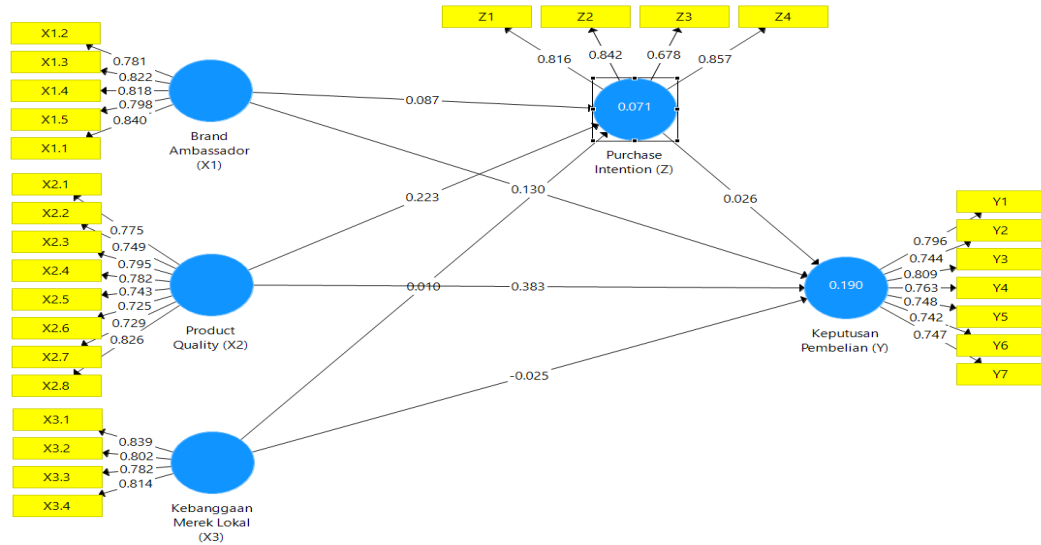 Z1
Z2
Z3
Z4
0.816
0.842
0.678
0.857
0.071
Purchase
Intention (Z)
X1.2
X1.3
X1.4
X1.5
X1.1
0.781
0.822
0.818
0.798
0.840
Brand
Ambassador
(X1)
0.087
0.130
0.223
0.026
X2.1
X2.2
X2.3
X2.4
X2.5
X2.6
X2.7
X2.8
0.775
0.749
0.795
0.782
0.743
0.725
0.729
0.826
Product
Quality (X2)
0.010
0.383
-0.025
0.190
Keputusan
Pembelian (Y)
0.796
0.744
0.809
0.763
0.748
0.742
0.747
Y1
Y2
Y3
Y4
Y5
Y6
Y7
X3.1
X3.2
X3.3
X3.4
0.839
0.802
0.782
0.814
Kebanggaan
Merek Lokal
(X3)